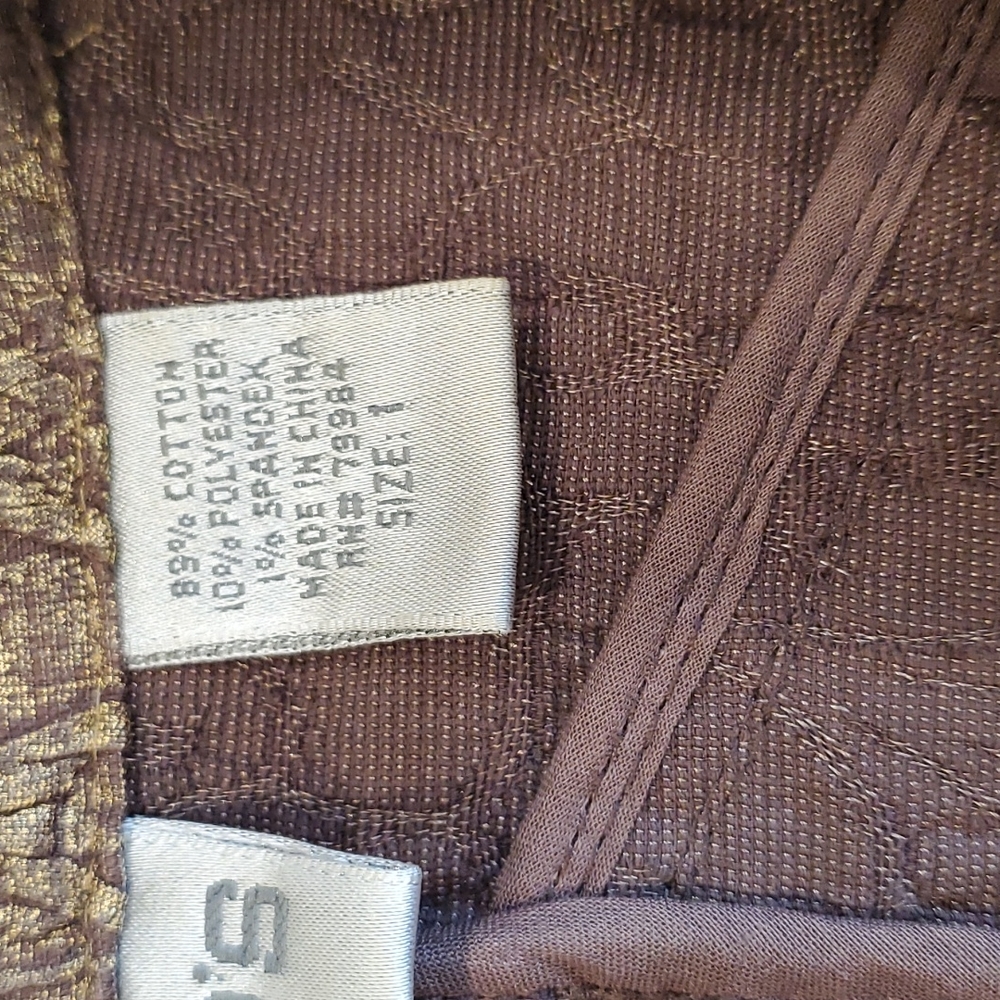 89% COTTON
10% POLYESTER
1% SPANDEX
MADE IN CHINA
RN# 79984
SIZE: 1
'S